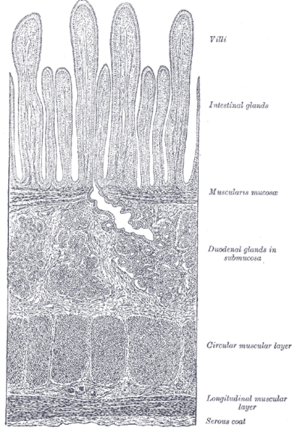 Villi
Intestinal glands
Muscularis mucosæ
Duodenal glands in
submucosa
Circular muscular layer
Longitudinal muscular
layer
Serous coat